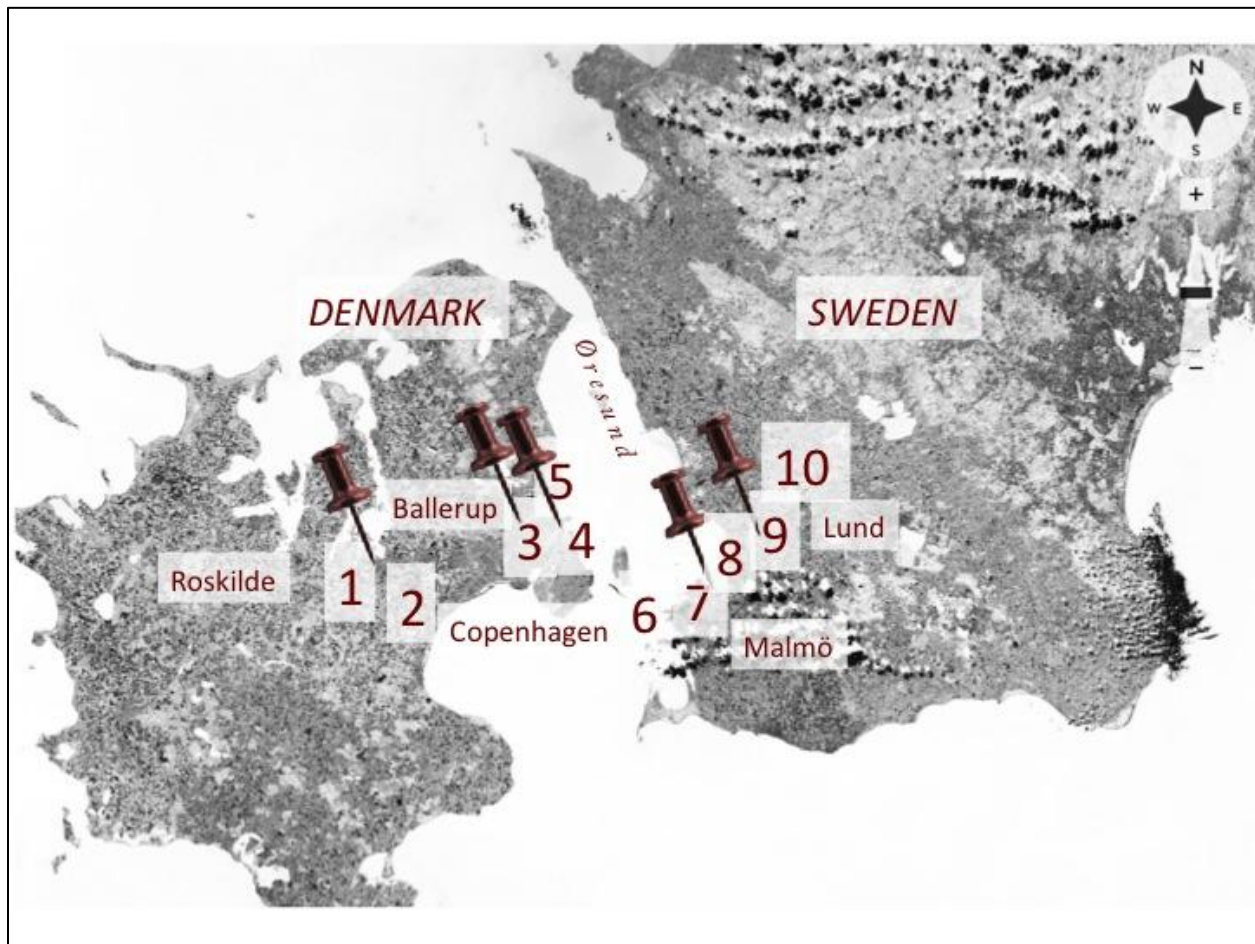 N
W E
S
+
−
DENMARK
SWEDEN
Øresund
5
10
Ballerup
3
4
8
9
Lund
Roskilde
1
2
6
7
Copenhagen
Malmö